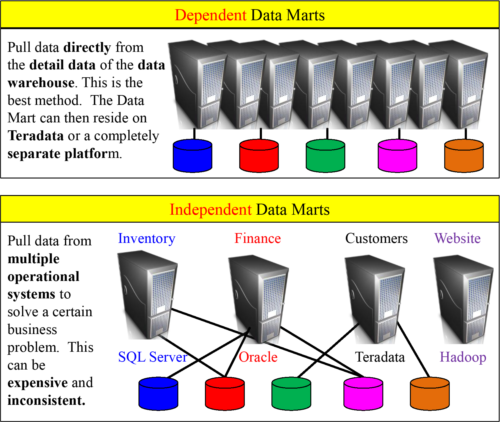 Dependent Data Marts
Pull data directly from
the detail data of the data
warehouse. This is the
best method. The Data
Mart can then reside on
Teradata or a completely
separate platform.
Independent Data Marts
Pull data from
multiple
operational
systems to
solve a certain
business
problem. This
can be
expensive and
inconsistent.
Inventory Finance Customers Website
SQL Server Oracle Teradata Hadoop